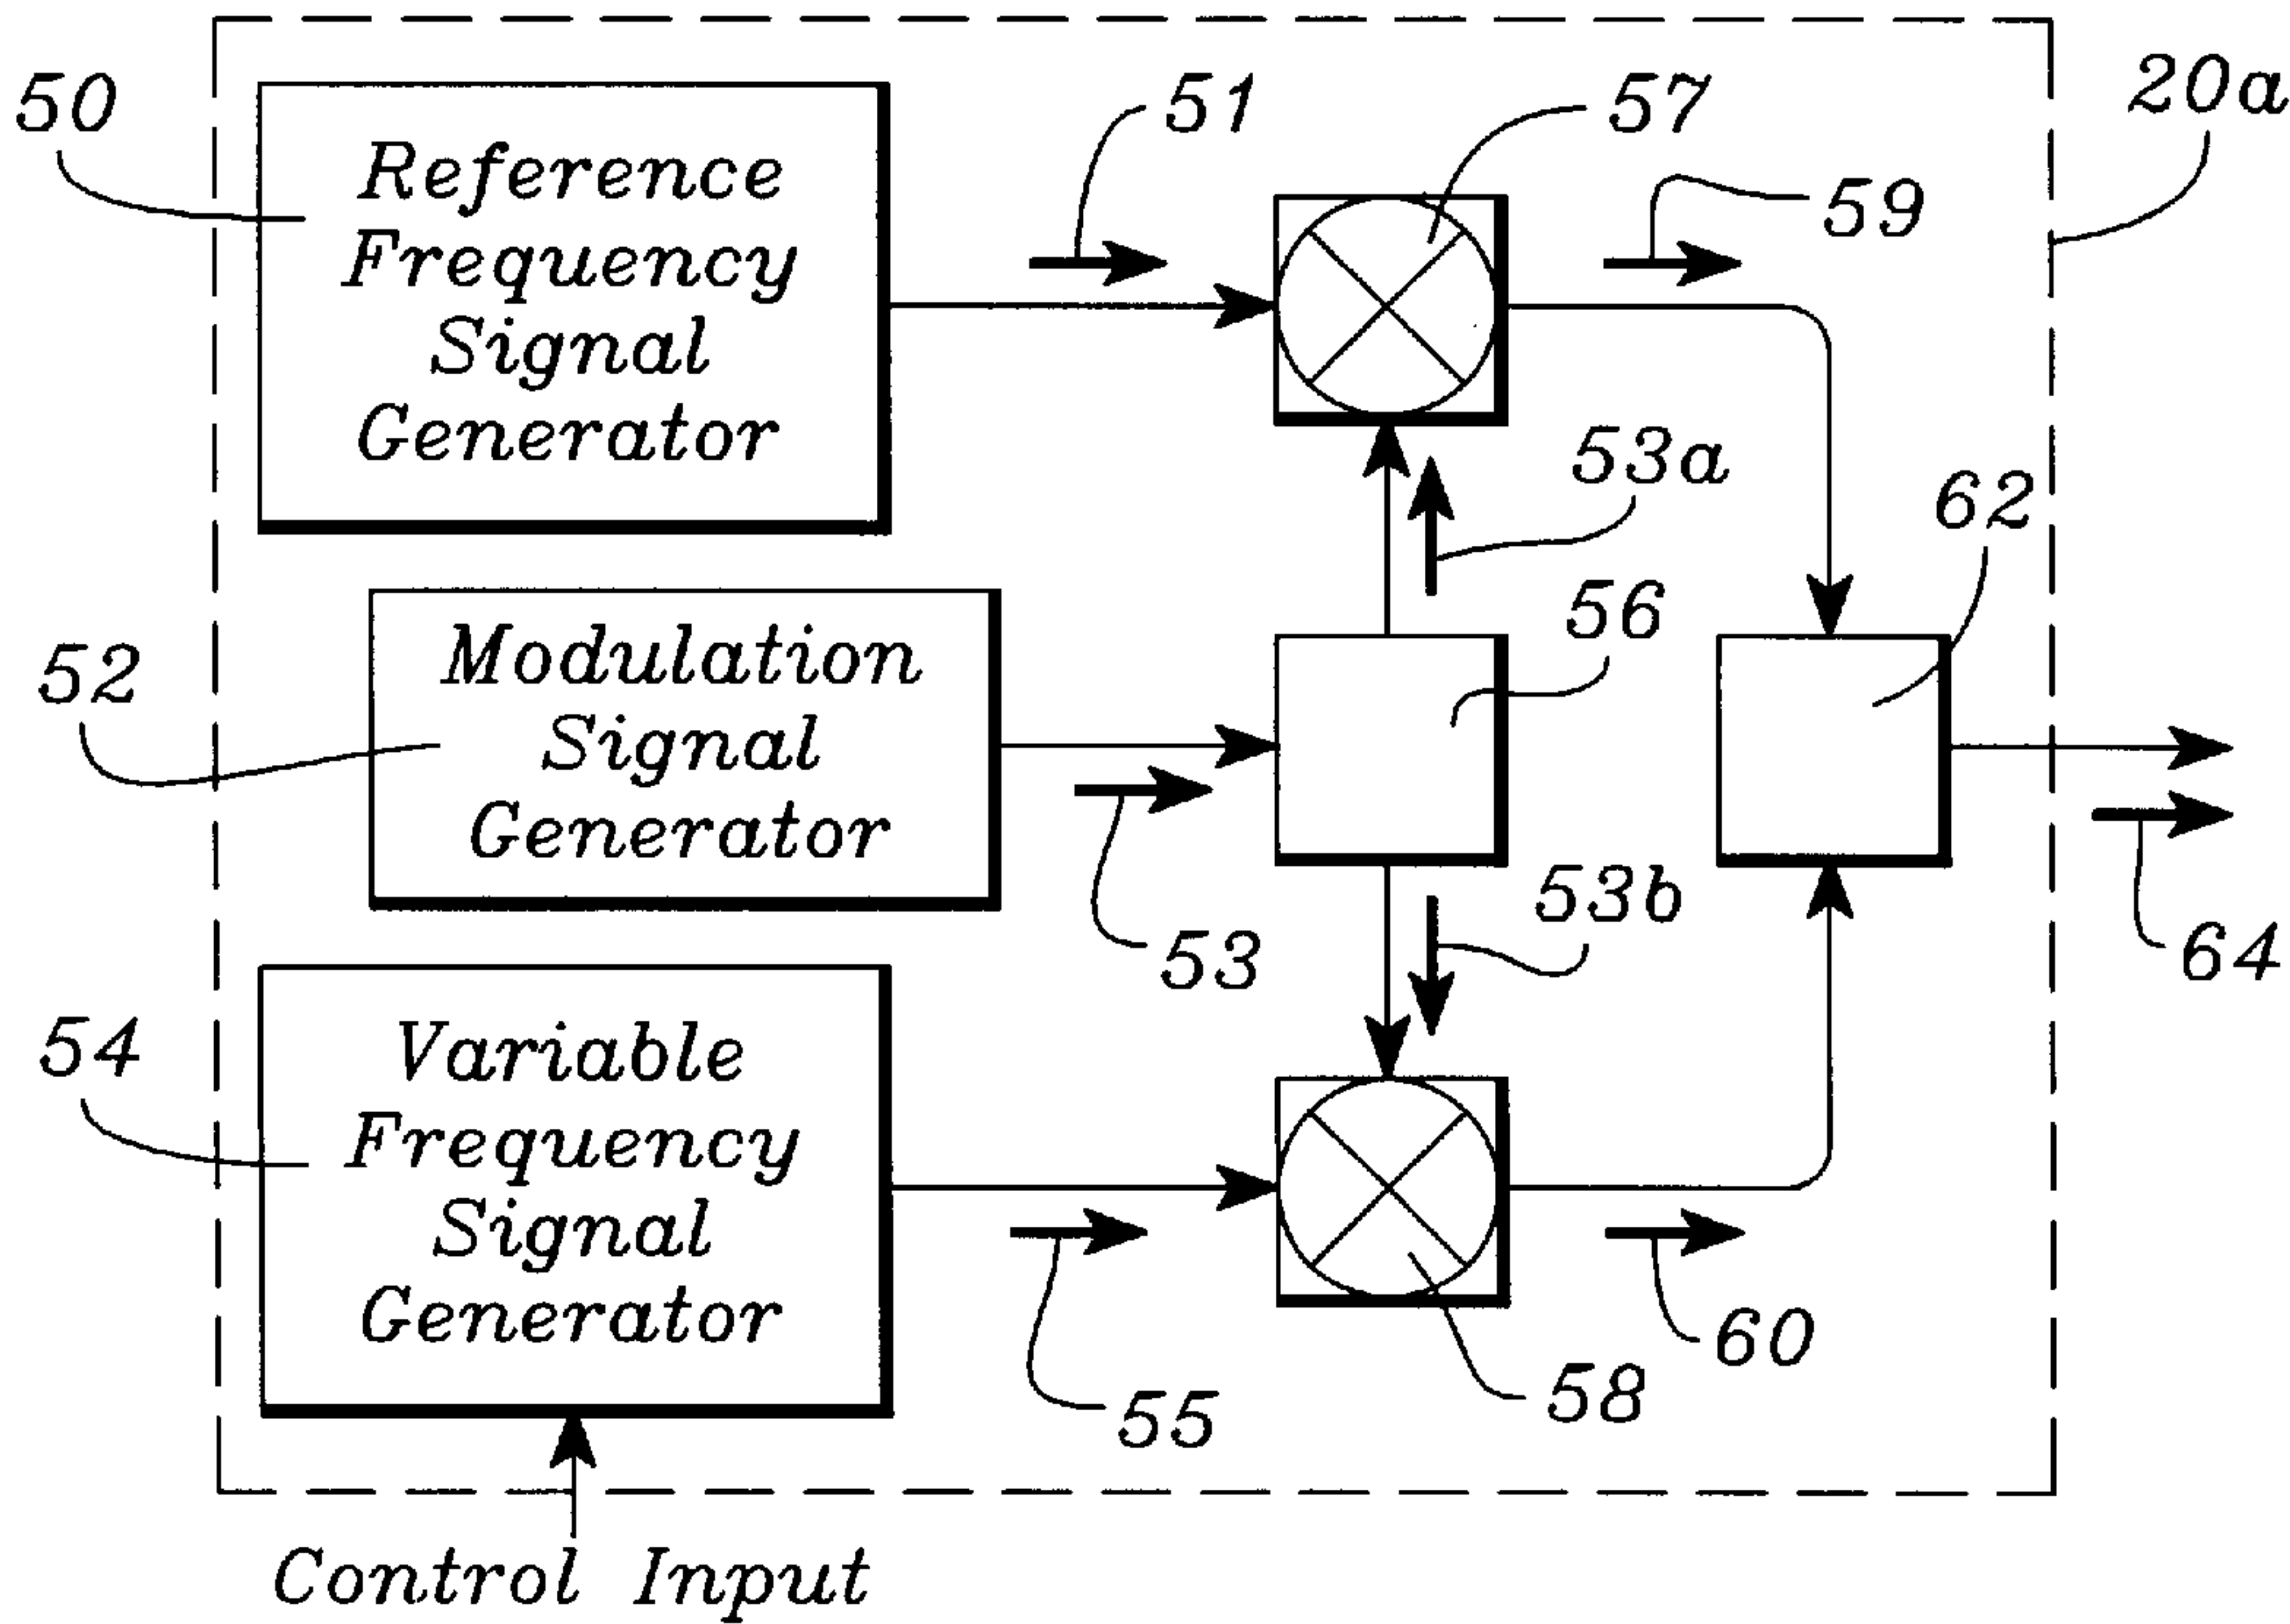 50
Reference
Frequency
Signal
Generator
51
57
59
20a
53a
62
52
Modulation
Signal
Generator
56
53
53b
64
54
Variable
Frequency
Signal
Generator
55
58
60
Control Input